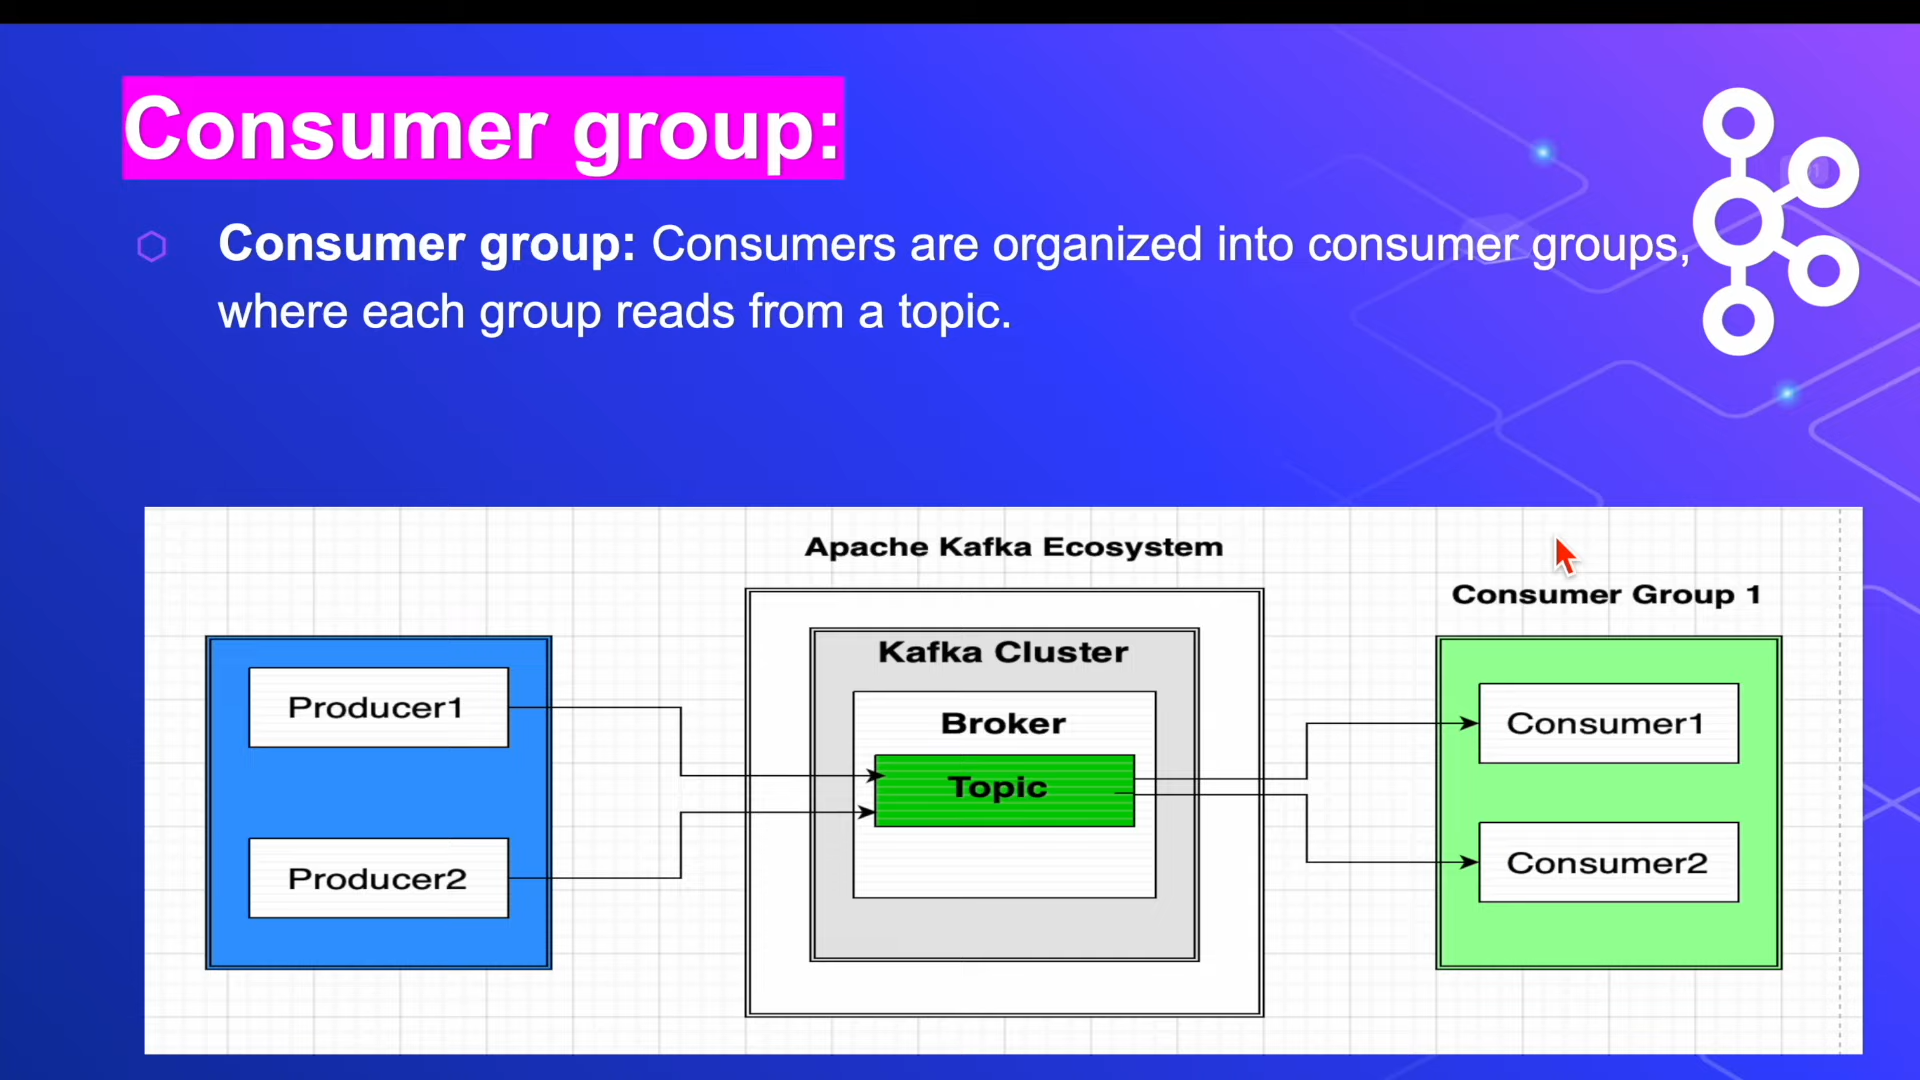 Consumer group:
Consumer group: Consumers are organized into consumer groups,
where each group reads from a topic.
Apache Kafka Ecosystem
Consumer Group 1
Kafka Cluster
Producer1
Broker
Consumer1
Topic
Producer2
Consumer2